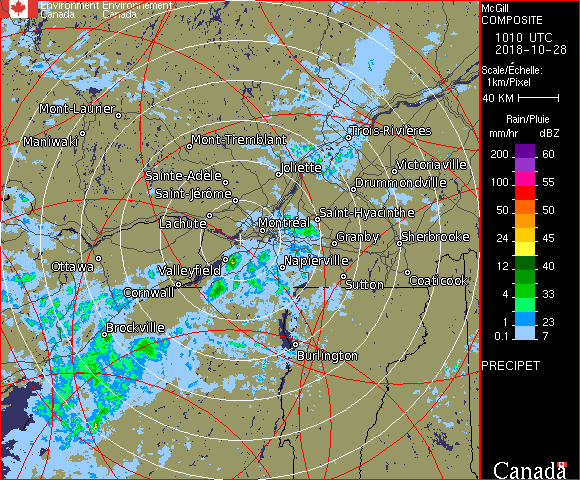 Environment Environnement
Canada Canada
McGill
COMPOSITE
1010 UTC
2018-10-28
Scale/Échelle:
1km/Pixel
40 KM
Rain/Pluie
mm/hr dBZ
200 60
100 55
50 50
24 45
12 40
4 33
1 23
0.1 7
PRECIPET
Canada
Mont-Laurier
Maniwaki
Mont-Tremblant
Trois-Rivières
Sainte-Adèle
Joliette
Victoriaville
Saint-Jérôme
Drummondville
Lachute
Montréal
Saint-Hyacinthe
Granby
Sherbrooke
Ottawa
Valleyfield
Napierville
Cornwall
Sutton
Coaticook
Brockville
Burlington